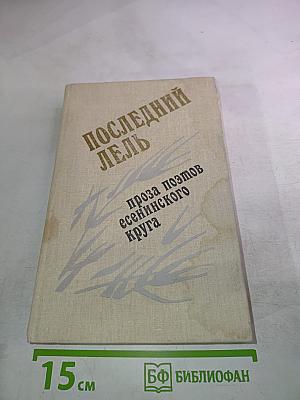 ПОСЛЕДНИЙ
ЛЕЛЬ
проза поэтов
есенинского
круга
15 см
БФ БИБЛИОФАН